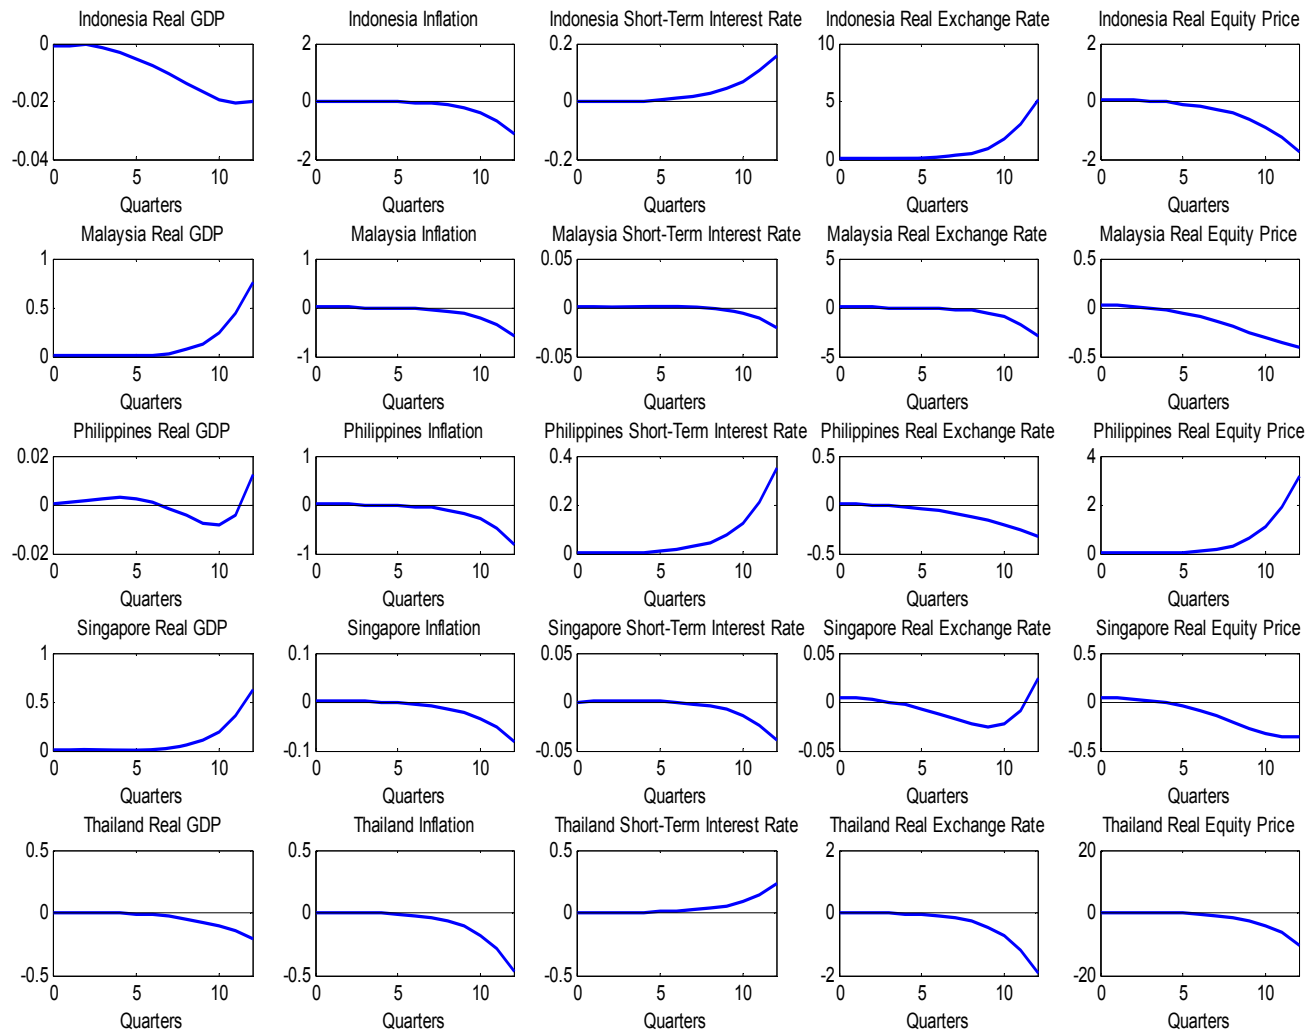 Indonesia Real GDP Indonesia Inflation Indonesia Short-Term Interest Rate Indonesia Real Exchange Rate Indonesia Real Equity Price
0 2 0.2 10 2
-0.02 0 0 5 0
-0.04 -2 -0.2 0 -2
0 5 10 0 5 10 0 5 10 0 5 10 0 5 10
Quarters Quarters Quarters Quarters Quarters
Malaysia Real GDP Malaysia Inflation Malaysia Short-Term Interest Rate Malaysia Real Exchange Rate Malaysia Real Equity Price
1 1 0.05 5 0.5
0.5 0 0 0 0
0 -1 -0.05 -5 -0.5
0 5 10 0 5 10 0 5 10 0 5 10 0 5 10
Quarters Quarters Quarters Quarters Quarters
Philippines Real GDP Philippines Inflation Philippines Short-Term Interest Rate Philippines Real Exchange Rate Philippines Real Equity Price
0.02 1 0.4 0.5 4
0 0 0.2 0 2
-0.02 -1 0 -0.5 0
0 5 10 0 5 10 0 5 10 0 5 10 0 5 10
Quarters Quarters Quarters Quarters Quarters
Singapore Real GDP Singapore Inflation Singapore Short-Term Interest Rate Singapore Real Exchange Rate Singapore Real Equity Price
1 0.1 0.05 0.05 0.5
0.5 0 0 0 0
0 -0.1 -0.05 -0.05 -0.5
0 5 10 0 5 10 0 5 10 0 5 10 0 5 10
Quarters Quarters Quarters Quarters Quarters
Thailand Real GDP Thailand Inflation Thailand Short-Term Interest Rate Thailand Real Exchange Rate Thailand Real Equity Price
0.5 0.5 0.5 2 20
0 0 0 0 0
-0.5 -0.5 -0.5 -2 -20
0 5 10 0 5 10 0 5 10 0 5 10 0 5 10
Quarters Quarters Quarters Quarters Quarters